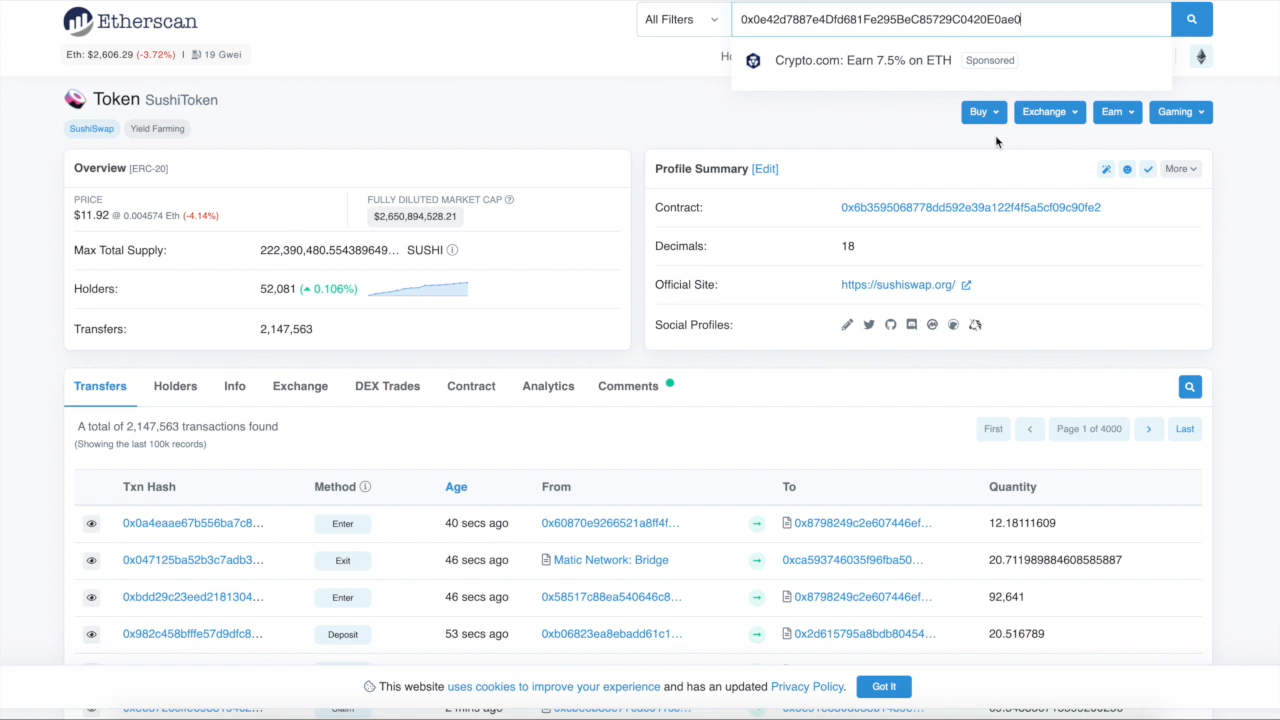 Etherscan
All Filters
0x0e42d7887e4Dfd681Fe295BeC85729C0420E0ae0
Eth: $2,606.29 (-3.72%) | 19 Gwei
Crypto.com: Earn 7.5% on ETH Sponsored
Token SushiToken
SushiSwap Yield Farming
Buy Exchange Earn Gaming
Overview [ERC-20]
PRICE
$11.92 @ 0.004574 Eth (-4.14%)
FULLY DILUTED MARKET CAP
$2,650,894,528.21
Max Total Supply: 222,390,480.554389649... SUSHI
Holders: 52,081 (0.106%)
Transfers: 2,147,563
Profile Summary [Edit]
More
Contract: 0x6b3595068778dd592e39a122f4f5a5cf09c90fe2
Decimals: 18
Official Site: https://sushiswap.org/
Social Profiles:
Transfers Holders Info Exchange DEX Trades Contract Analytics Comments
A total of 2,147,563 transactions found
(Showing the last 100k records)
First Page 1 of 4000 Last
Txn Hash Method Age From To Quantity
0x0a4eaae67b556ba7c8... Enter 40 secs ago 0x60870e9266521a8ff4f... 0x8798249c2e607446ef... 12.18111609
0x047125ba52b3c7adb3... Exit 46 secs ago Matic Network: Bridge 0xca593746035f96fba50... 20.711989884608585887
0xbdd29c23eed2181304... Enter 46 secs ago 0x58517c88ea540646c8... 0x8798249c2e607446ef... 92,641
0x982c458bfffe57d9dfc8... Deposit 53 secs ago 0xb06823ea8ebadd61c1... 0x2d615795a8bdb80454... 20.516789
This website uses cookies to improve your experience and has an updated Privacy Policy. Got It